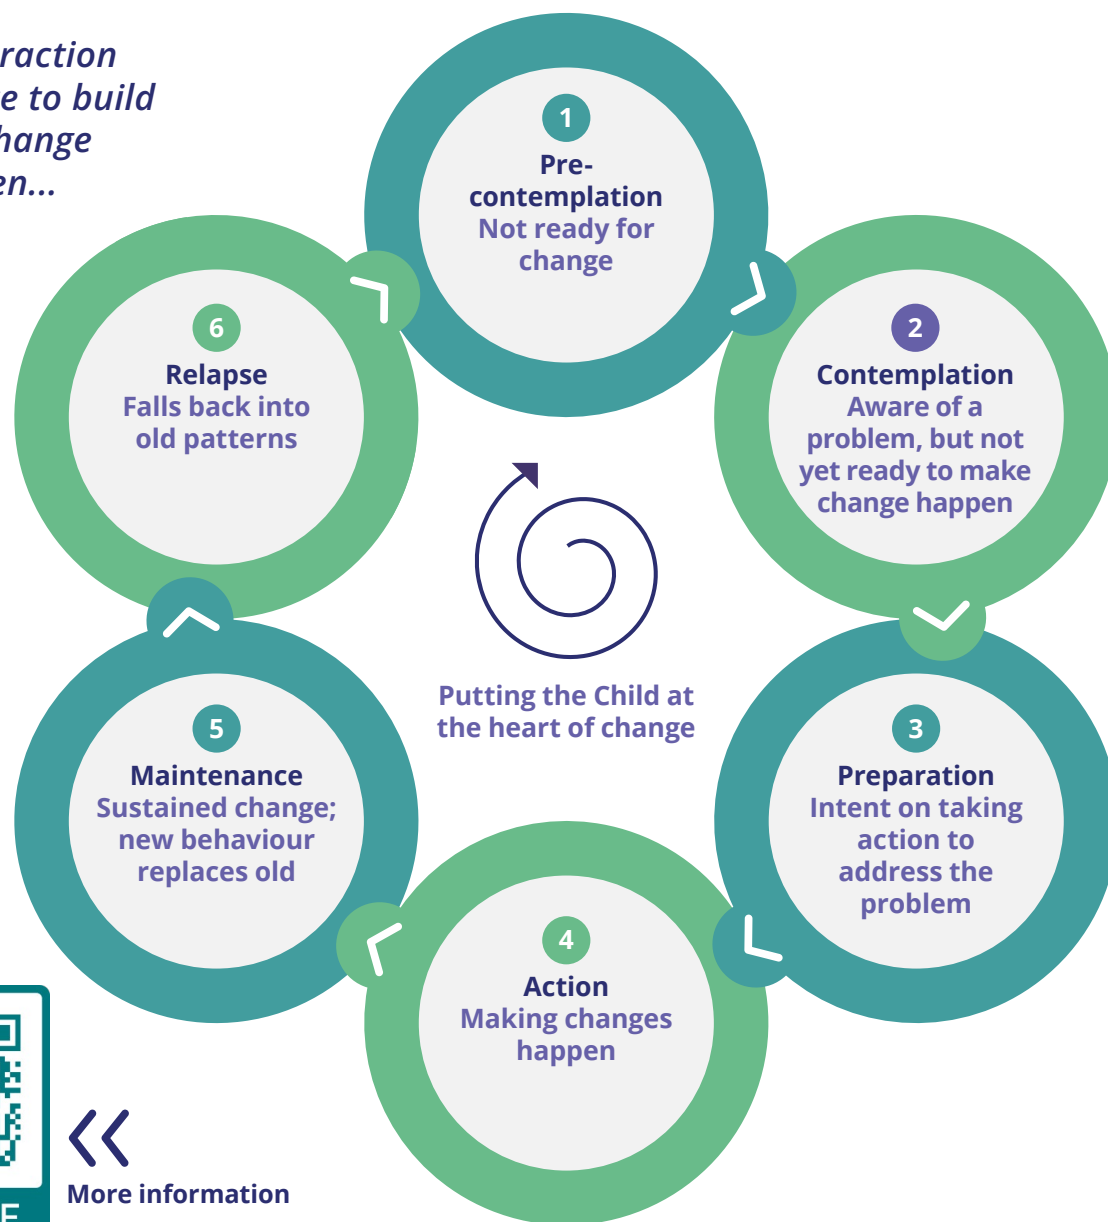 to build
1
Pre-
contemplation
Not ready for
change
2
Contemplation
Aware of a
problem, but not
yet ready to make
change happen
3
Preparation
Intent on taking
action to
address the
problem
4
Action
Making changes
happen
5
Maintenance
Sustained change;
new behaviour
replaces old
6
Relapse
Falls back into
old patterns
Putting the Child at
the heart of change
More information